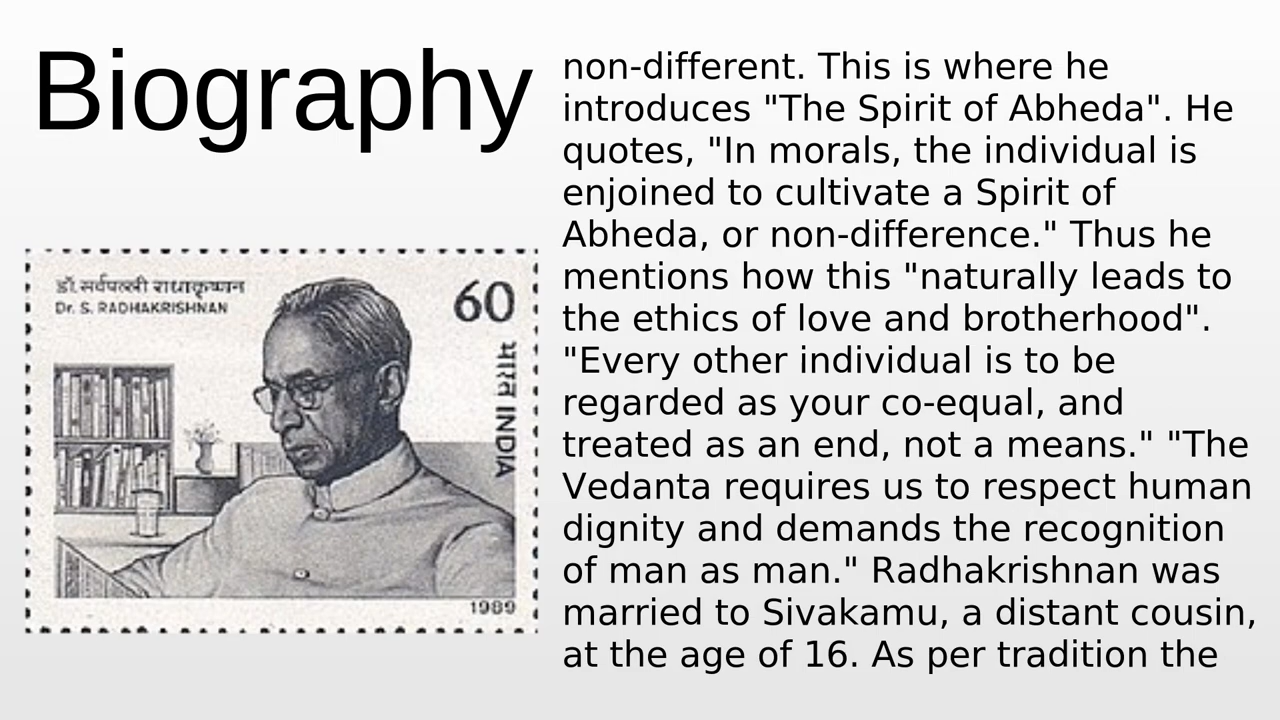 Biography
डॉ. सर्वपल्ली राधाकृष्णन
Dr. S. RADHAKRISHNAN
60
भारत INDIA
1989
non-different. This is where he
introduces "The Spirit of Abheda". He
quotes, "In morals, the individual is
enjoined to cultivate a Spirit of
Abheda, or non-difference." Thus he
mentions how this "naturally leads to
the ethics of love and brotherhood".
"Every other individual is to be
regarded as your co-equal, and
treated as an end, not a means." "The
Vedanta requires us to respect human
dignity and demands the recognition
of man as man." Radhakrishnan was
married to Sivakamu, a distant cousin,
at the age of 16. As per tradition the